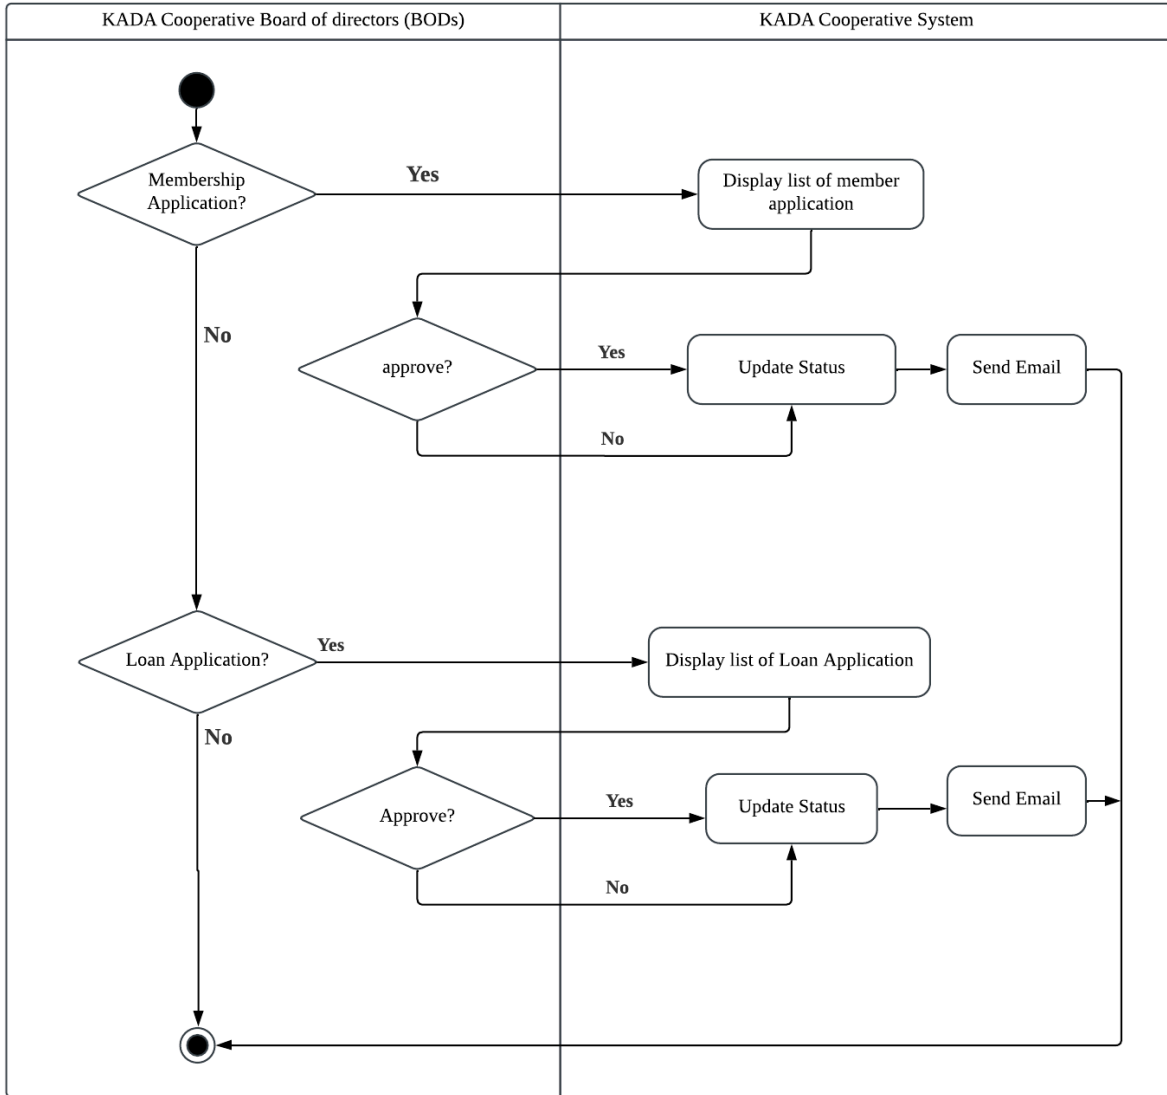 KADA Cooperative Board of directors (BODs)
KADA Cooperative System
Membership
Application?
Yes
Display list of member
application
No
approve?
Yes
Update Status
Send Email
No
Loan Application?
Yes
Display list of Loan Application
No
Approve?
Yes
Update Status
Send Email
No